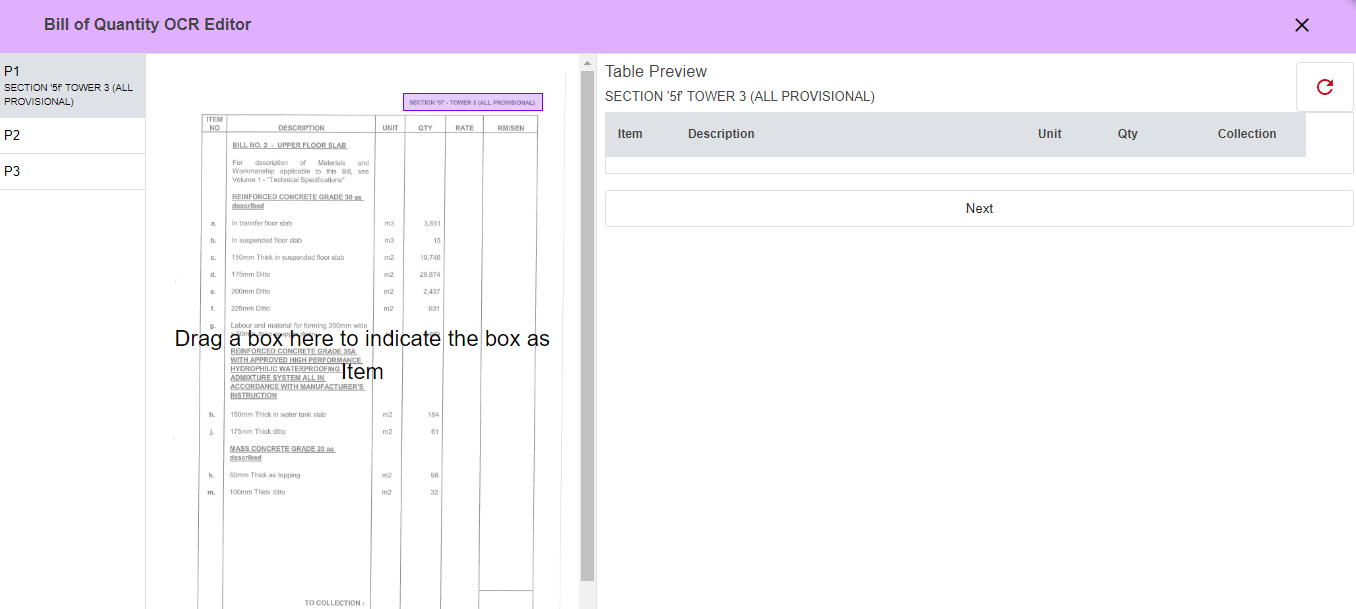 Bill of Quantity OCR Editor
P1
SECTION '5f' TOWER 3 (ALL
PROVISIONAL)
P2
P3
SECTION '5f' - TOWER 3 (ALL PROVISIONAL)
ITEM
NO DESCRIPTION UNIT QTY RATE RM/SEN
BILL NO. 2 - UPPER FLOOR SLAB
For description of Materials and
Workmanship applicable to this Bill, see
Volume 1 - "Technical Specifications"
REINFORCED CONCRETE GRADE 30 as
described
a. In transfer floor slab m3 3,651
b. In suspended floor slab m3 15
c. 150mm Thick in suspended floor slab m2 19,746
d. 175mm Ditto m2 29,874
e. 200mm Ditto m2 2,437
f. 225mm Ditto m2 631
g. Labour and material for forming 200mm wide
Drag a box here to indicate the box as
Item
REINFORCED CONCRETE GRADE 35A
WITH APPROVED HIGH PERFORMANCE
HYDROPHILIC WATERPROOFING
ADMIXTURE SYSTEM ALL IN
ACCORDANCE WITH MANUFACTURER'S
INSTRUCTION
h. 150mm Thick in water tank slab m2 184
j. 175mm Thick ditto m2 61
MASS CONCRETE GRADE 20 as
described
k. 50mm Thick as topping m2 98
m. 100mm Thick ditto m2 32
TO COLLECTION :
Table Preview
SECTION '5f' TOWER 3 (ALL PROVISIONAL)
Item Description Unit Qty Collection
Next